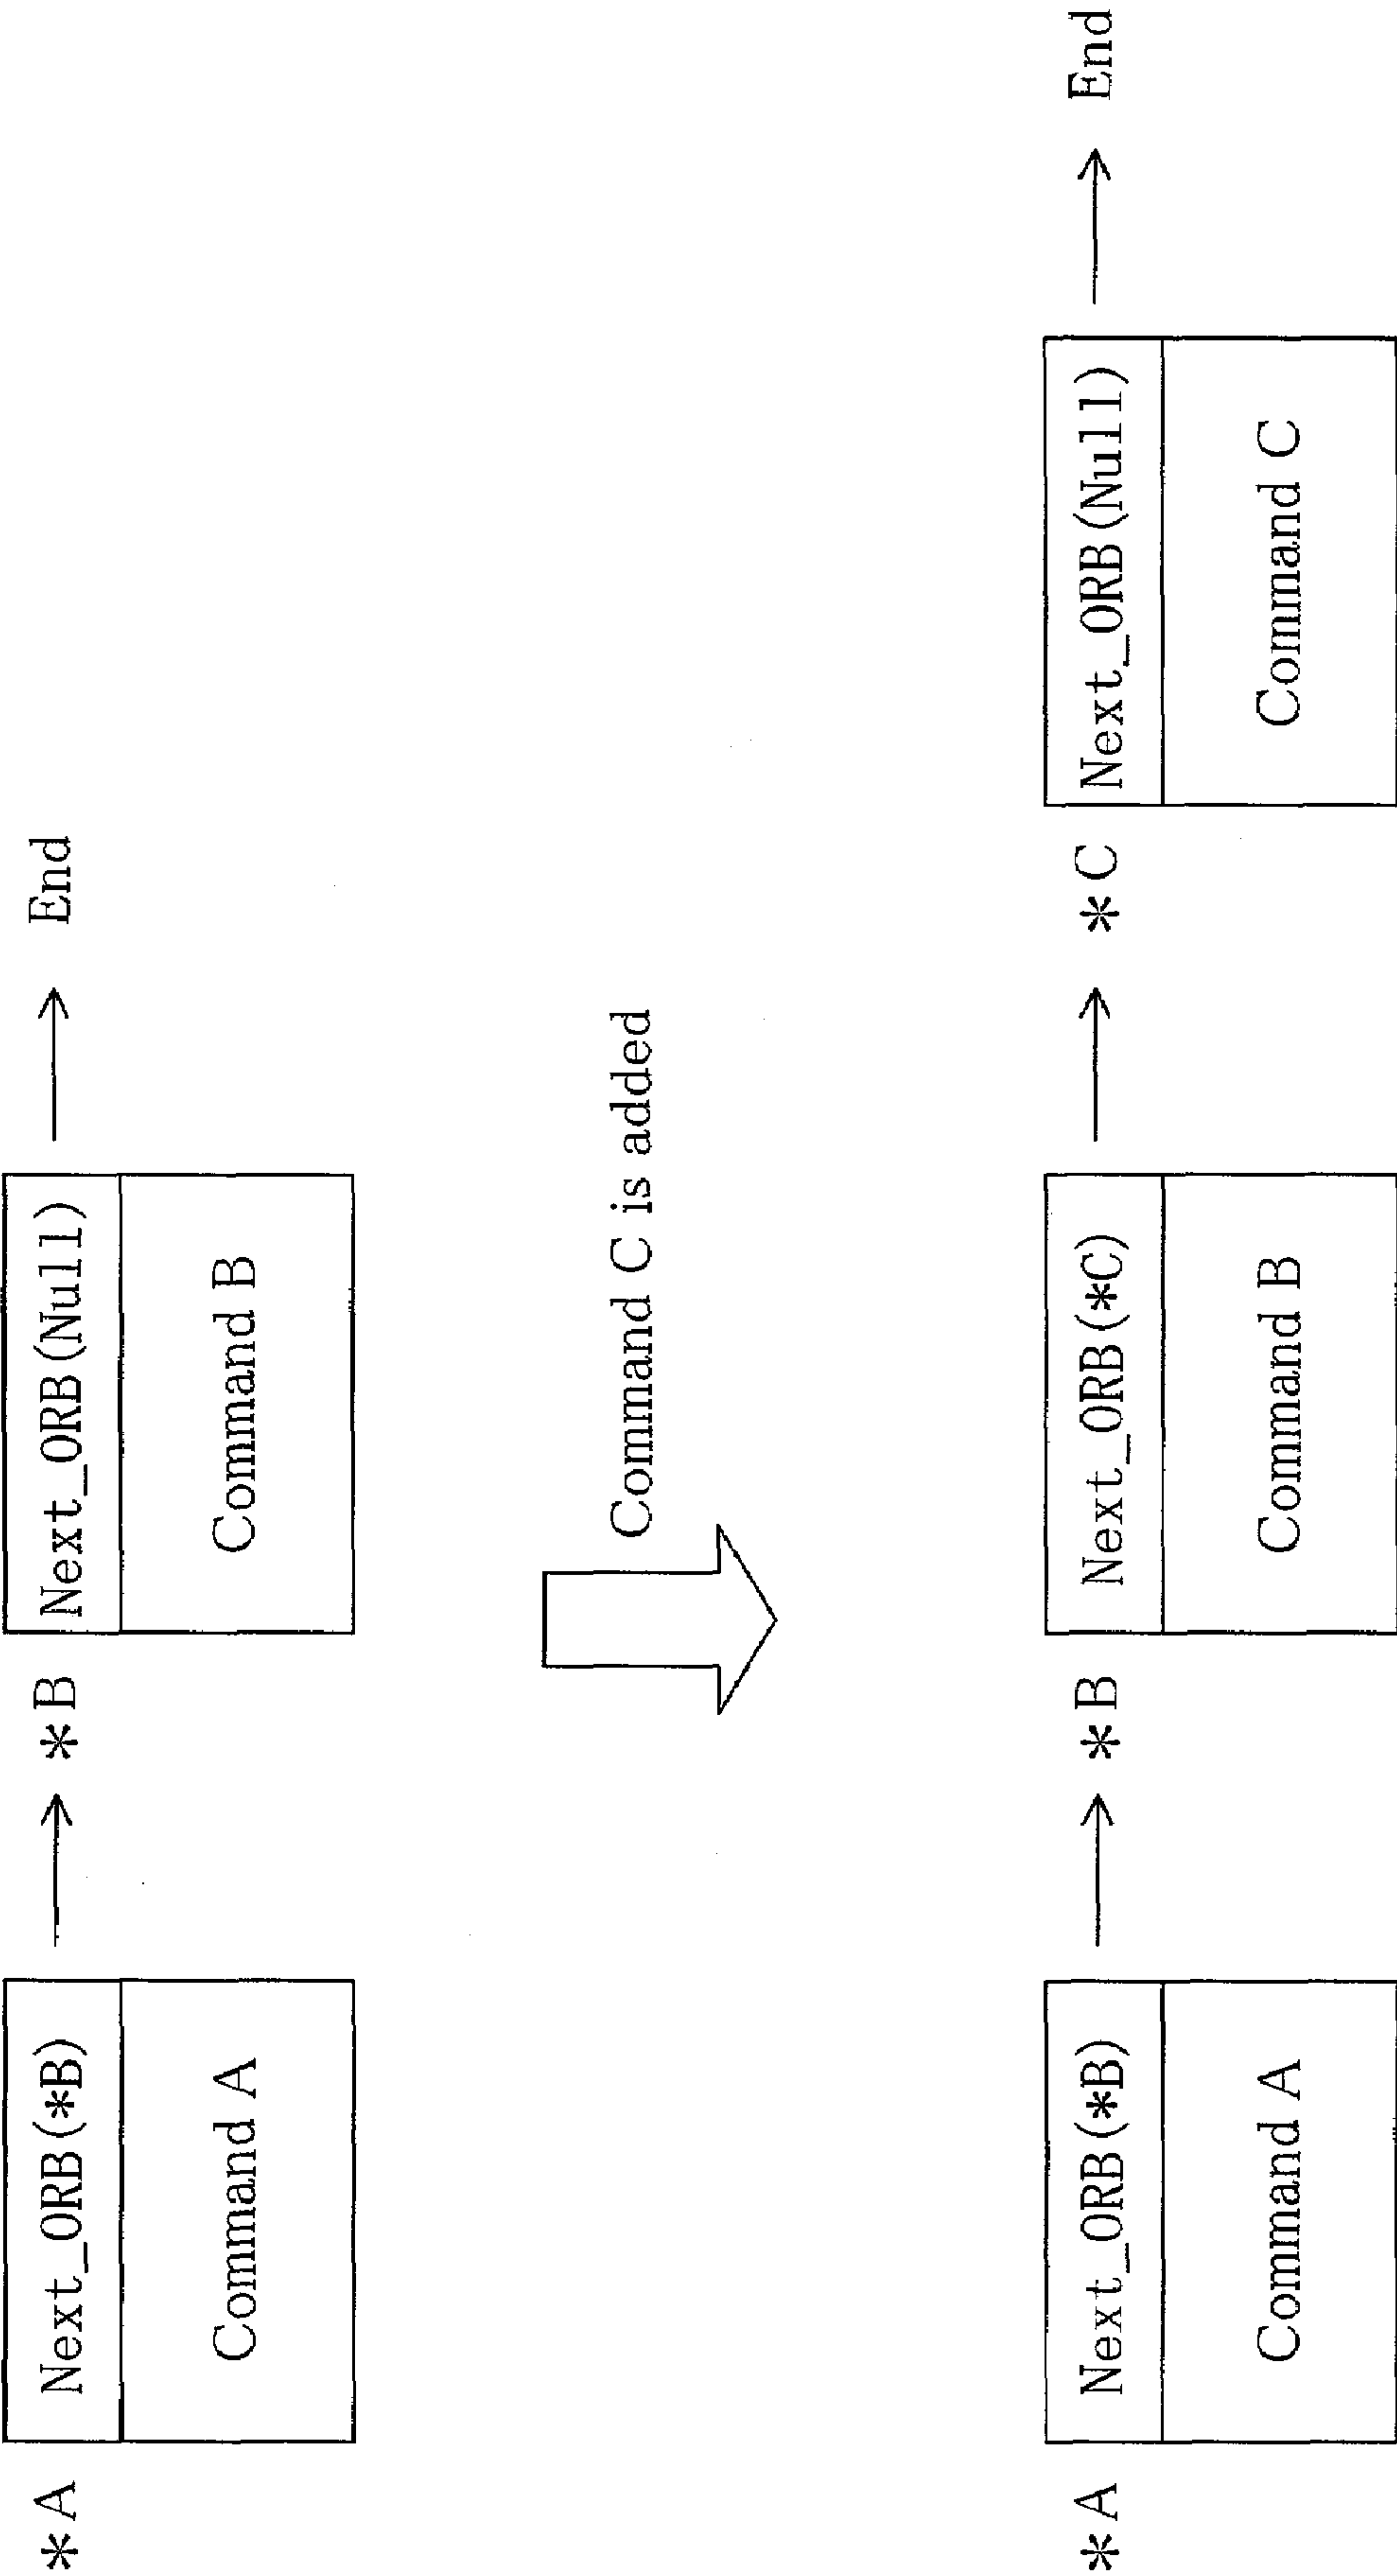 *A Next_ORB(*B) *B Next_ORB(Null) End
Command A Command B
Command C is added
*A Next_ORB(*B) *B Next_ORB(*C) *C Next_ORB(Null) End
Command A Command B Command C